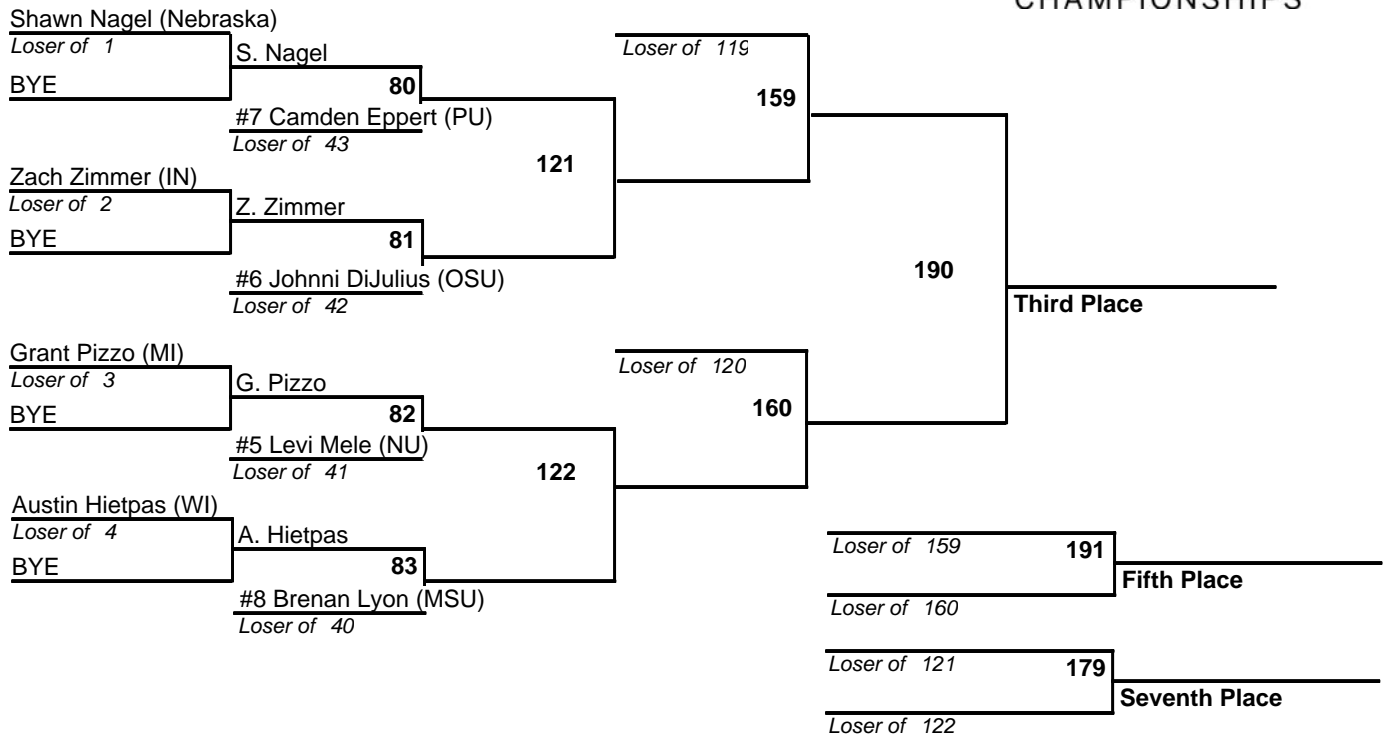 CHAMPIONSHIPS
Shawn Nagel (Nebraska)
Loser of 1
S. Nagel
BYE
80
#7 Camden Eppert (PU)
Loser of 43
121
Zach Zimmer (IN)
Loser of 2
Z. Zimmer
BYE
81
#6 Johnni DiJulius (OSU)
Loser of 42
Loser of 119
159
190
Third Place
Grant Pizzo (MI)
Loser of 3
G. Pizzo
BYE
82
#5 Levi Mele (NU)
Loser of 41
122
Austin Hietpas (WI)
Loser of 4
A. Hietpas
BYE
83
#8 Brenan Lyon (MSU)
Loser of 40
Loser of 120
160
Loser of 159
191
Fifth Place
Loser of 160
Loser of 121
179
Seventh Place
Loser of 122